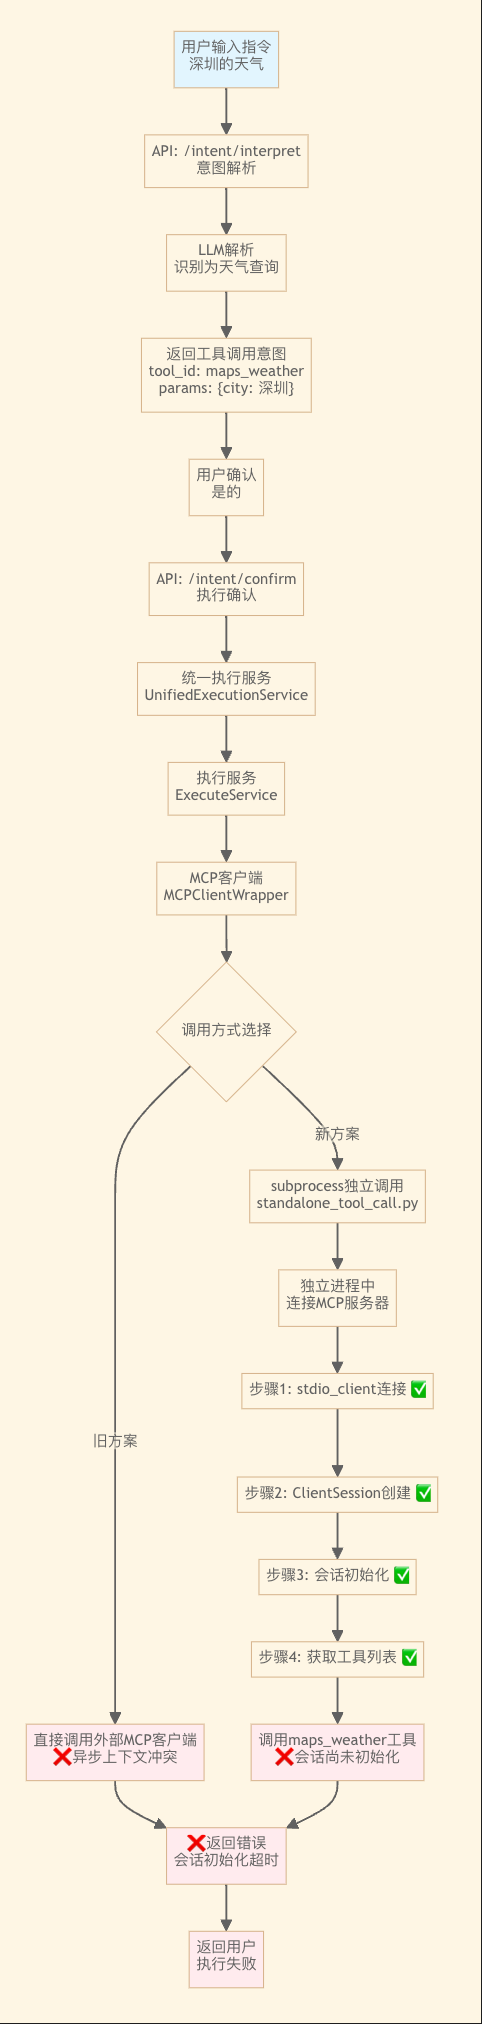 用户输入指令
深圳的天气
API: /intent/interpret
意图解析
LLM解析
识别为天气查询
返回工具调用意图
tool_id: maps_weather
params: {city: 深圳}
用户确认
是的
API: /intent/confirm
执行确认
统一执行服务
UnifiedExecutionService
执行服务
ExecuteService
MCP客户端
MCPClientWrapper
调用方式选择
新方案
subprocess独立调用
standalone_tool_call.py
独立进程中
连接MCP服务器
步骤1: stdio_client连接 ✅
旧方案
步骤2: ClientSession创建 ✅
步骤3: 会话初始化 ✅
步骤4: 获取工具列表 ✅
直接调用外部MCP客户端
❌异步上下文冲突
调用maps_weather工具
❌会话尚未初始化
❌返回错误
会话初始化超时
返回用户
执行失败